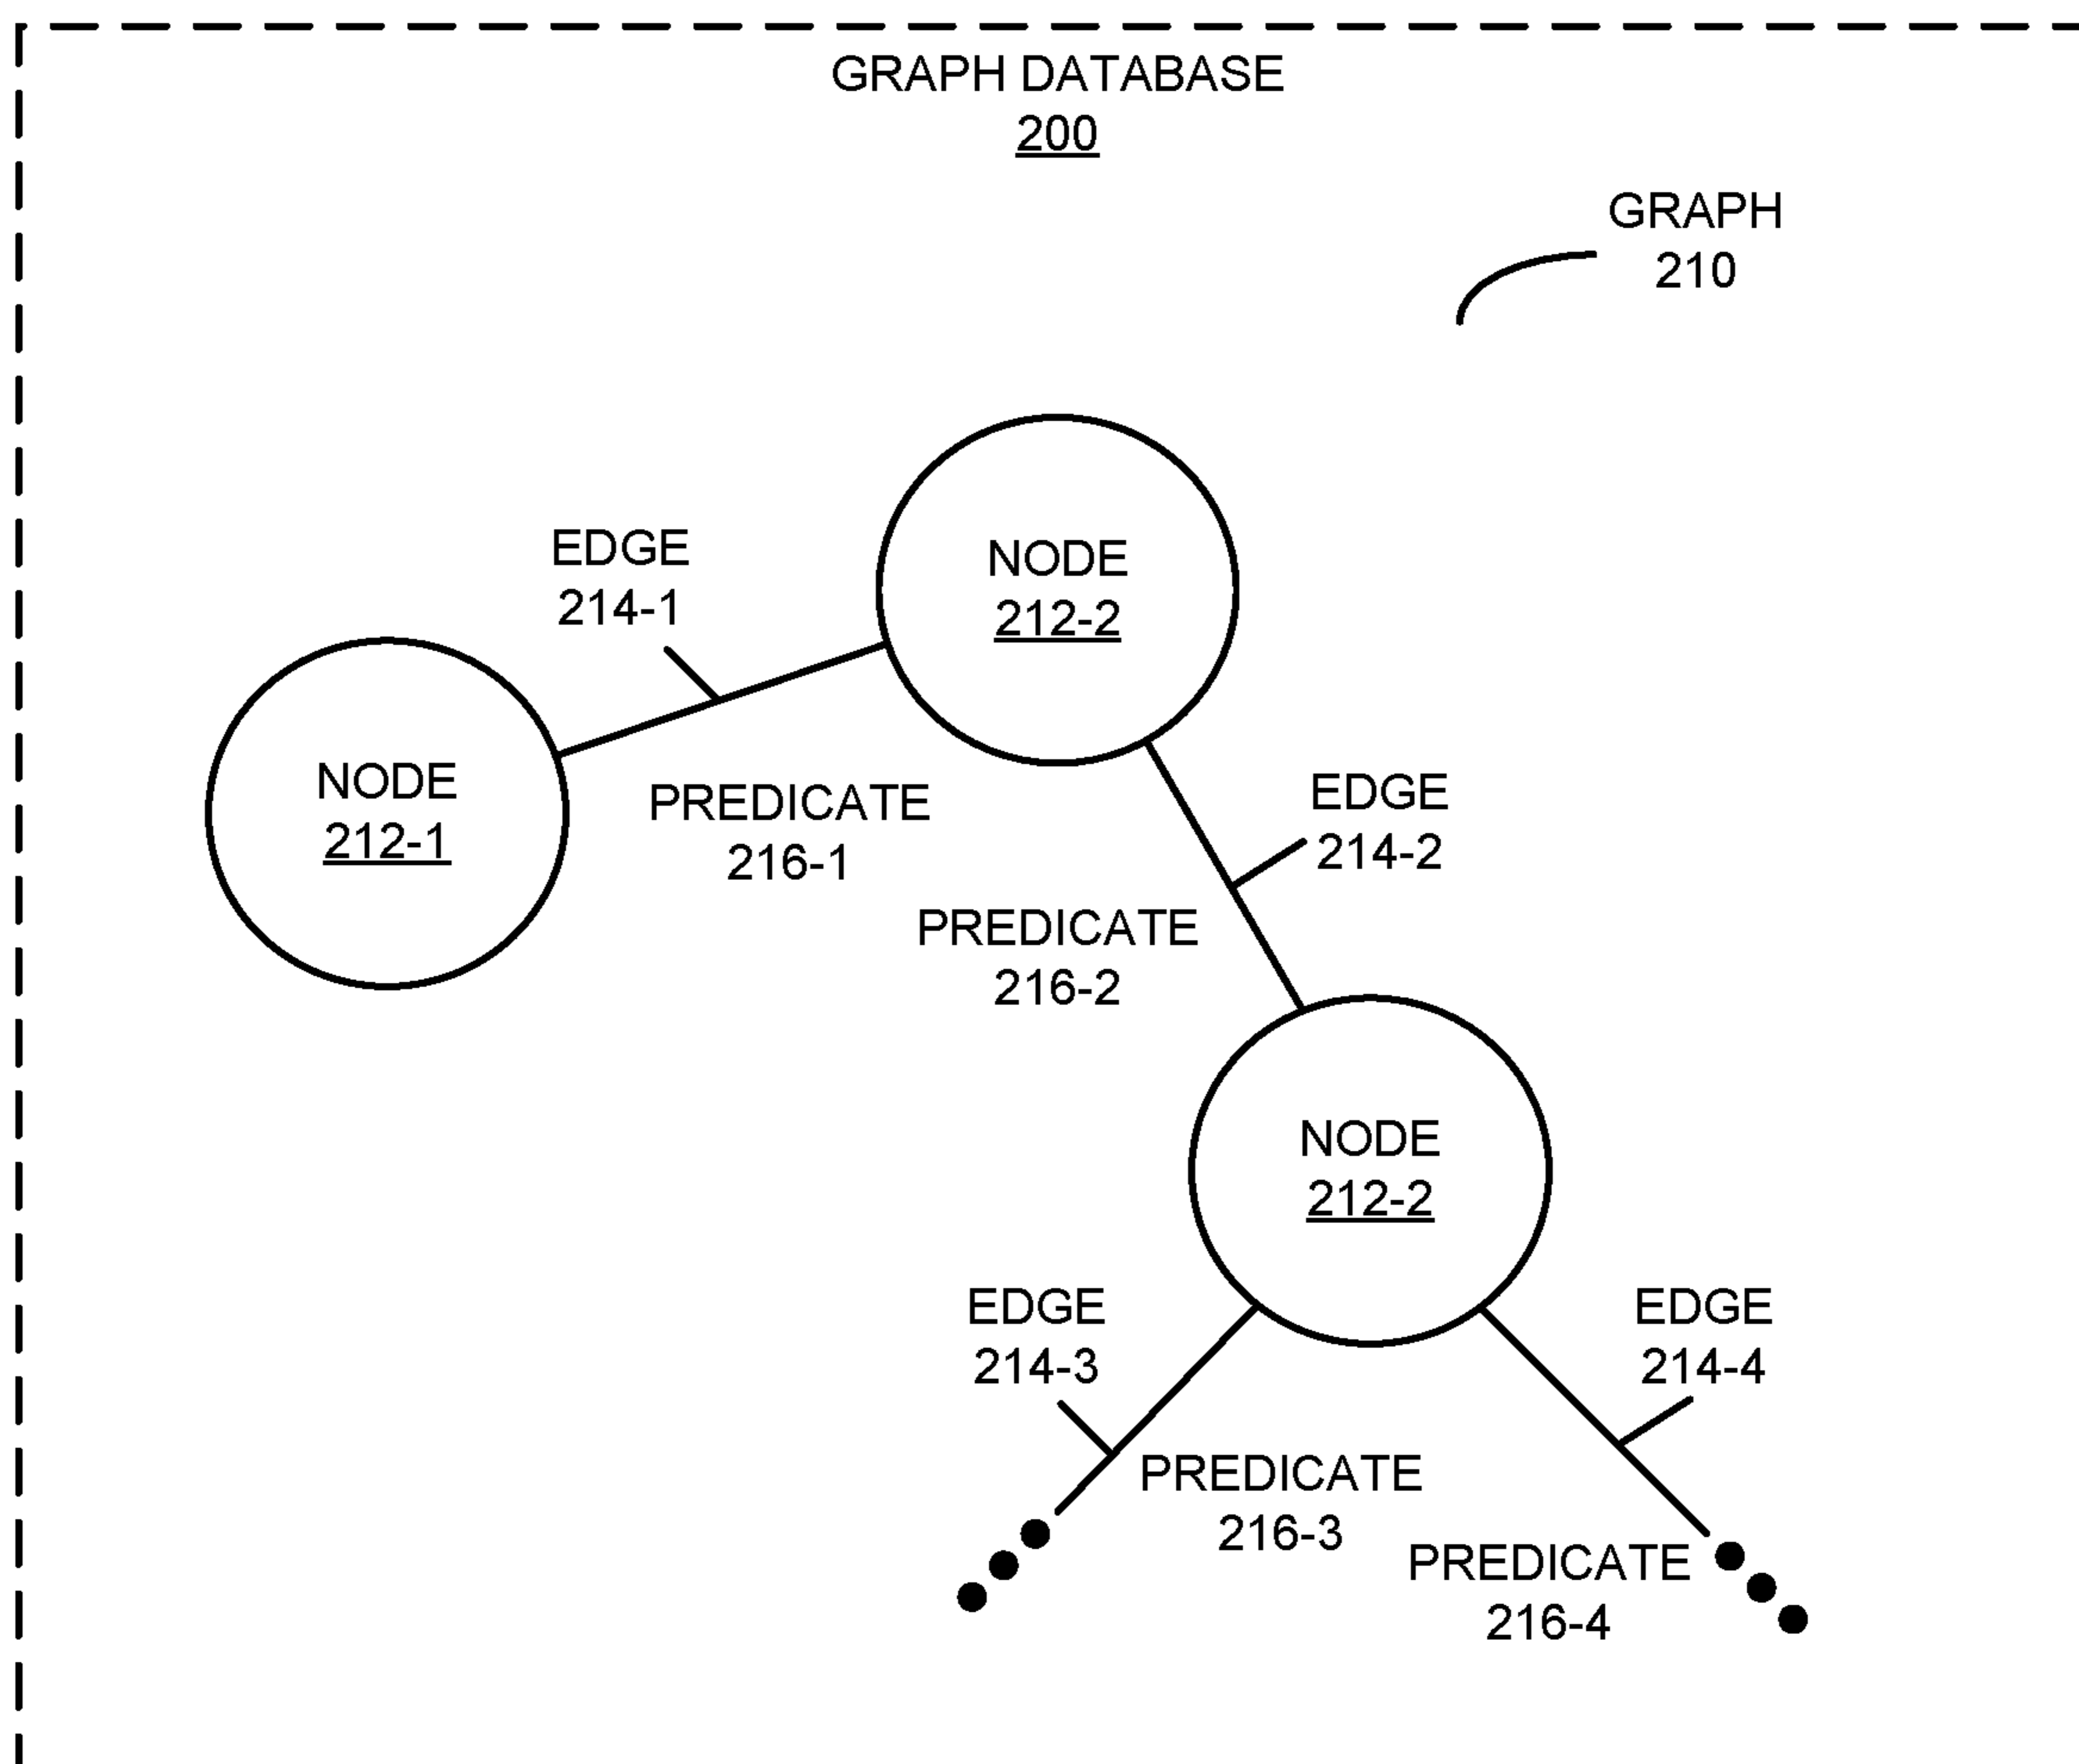 GRAPH DATABASE
200
GRAPH
210
EDGE
214-1
NODE
212-2
NODE
212-1
PREDICATE
216-1
EDGE
214-2
PREDICATE
216-2
NODE
212-2
EDGE
214-3
EDGE
214-4
PREDICATE
216-3
PREDICATE
216-4